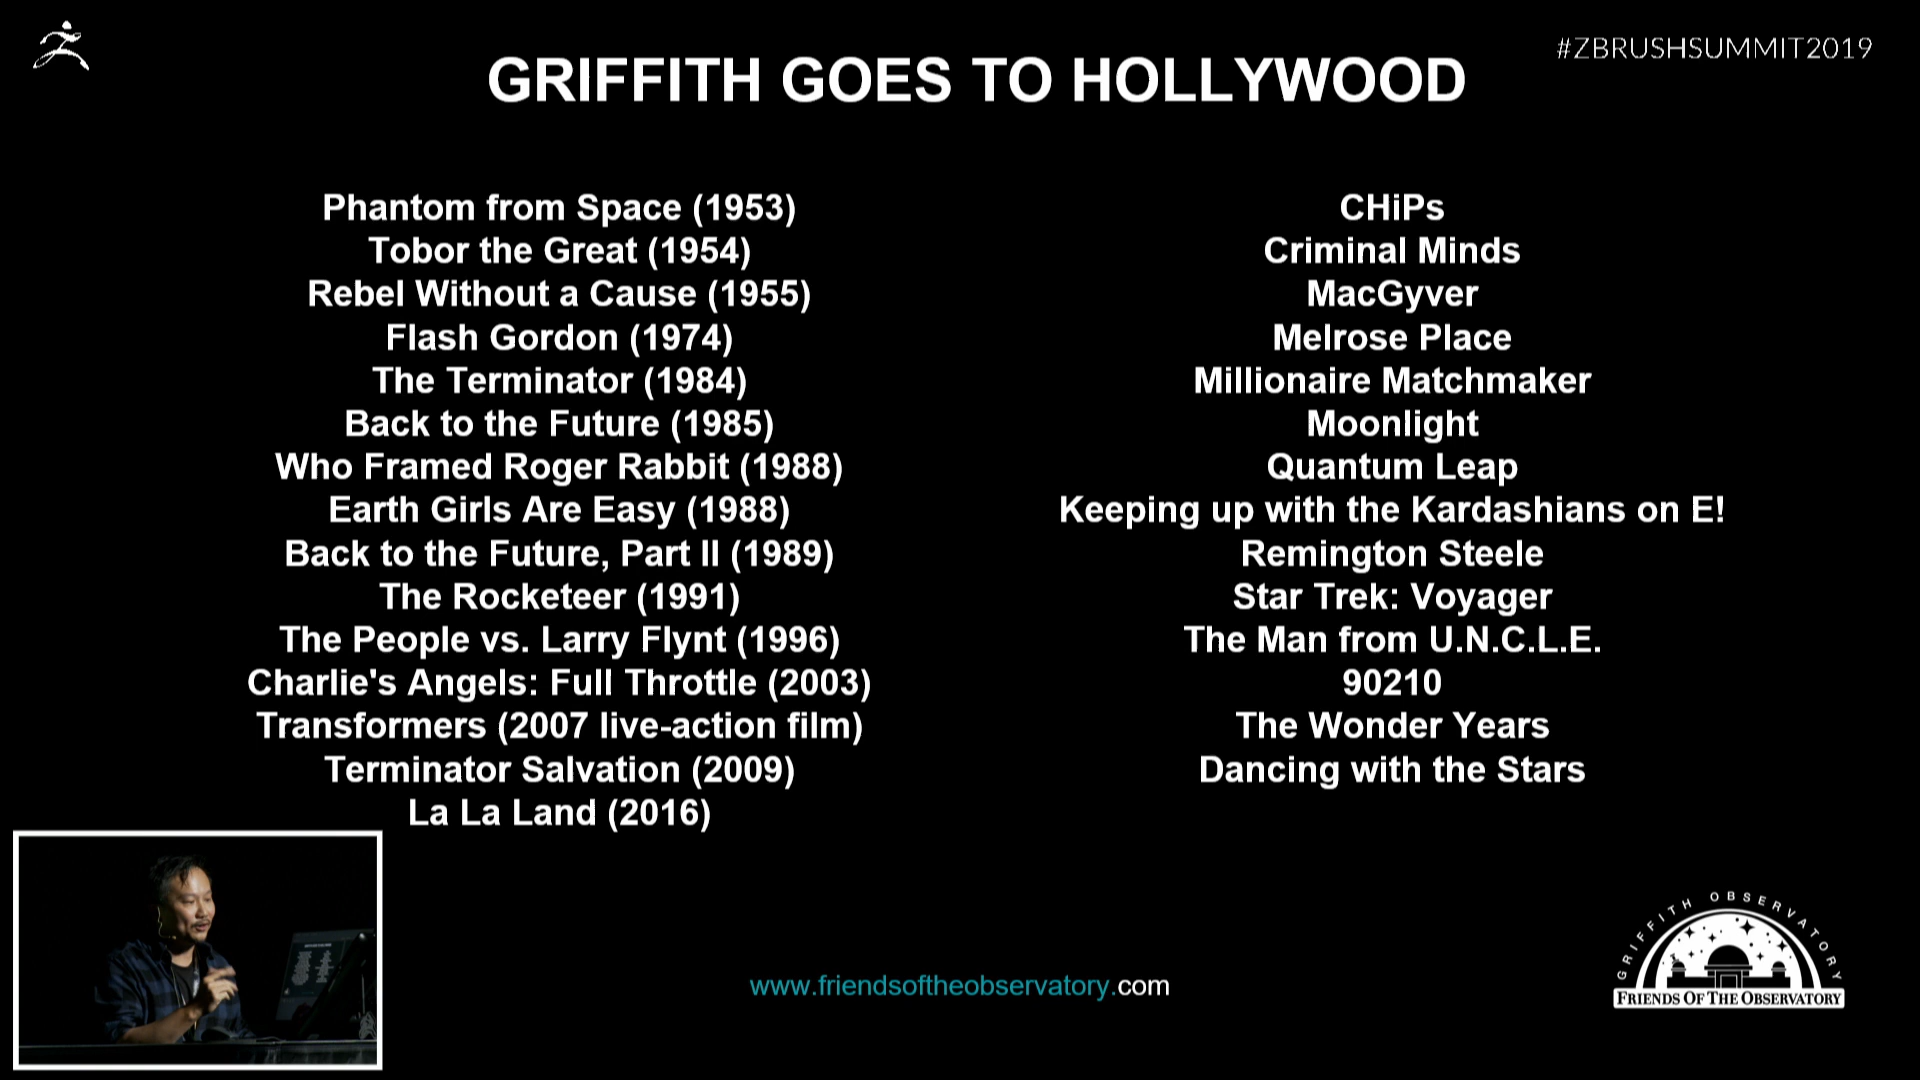 #ZBRUSHSUMMIT2019
GRIFFITH GOES TO HOLLYWOOD
Phantom from Space (1953)
Tobor the Great (1954)
Rebel Without a Cause (1955)
Flash Gordon (1974)
The Terminator (1984)
Back to the Future (1985)
Who Framed Roger Rabbit (1988)
Earth Girls Are Easy (1988)
Back to the Future, Part II (1989)
The Rocketeer (1991)
The People vs. Larry Flynt (1996)
Charlie's Angels: Full Throttle (2003)
Transformers (2007 live-action film)
Terminator Salvation (2009)
La La Land (2016)
CHiPs
Criminal Minds
MacGyver
Melrose Place
Millionaire Matchmaker
Moonlight
Quantum Leap
Keeping up with the Kardashians on E!
Remington Steele
Star Trek: Voyager
The Man from U.N.C.L.E.
90210
The Wonder Years
Dancing with the Stars
www.friendsoftheobservatory.com
GRIFFITH OBSERVATORY
FRIENDS OF THE OBSERVATORY